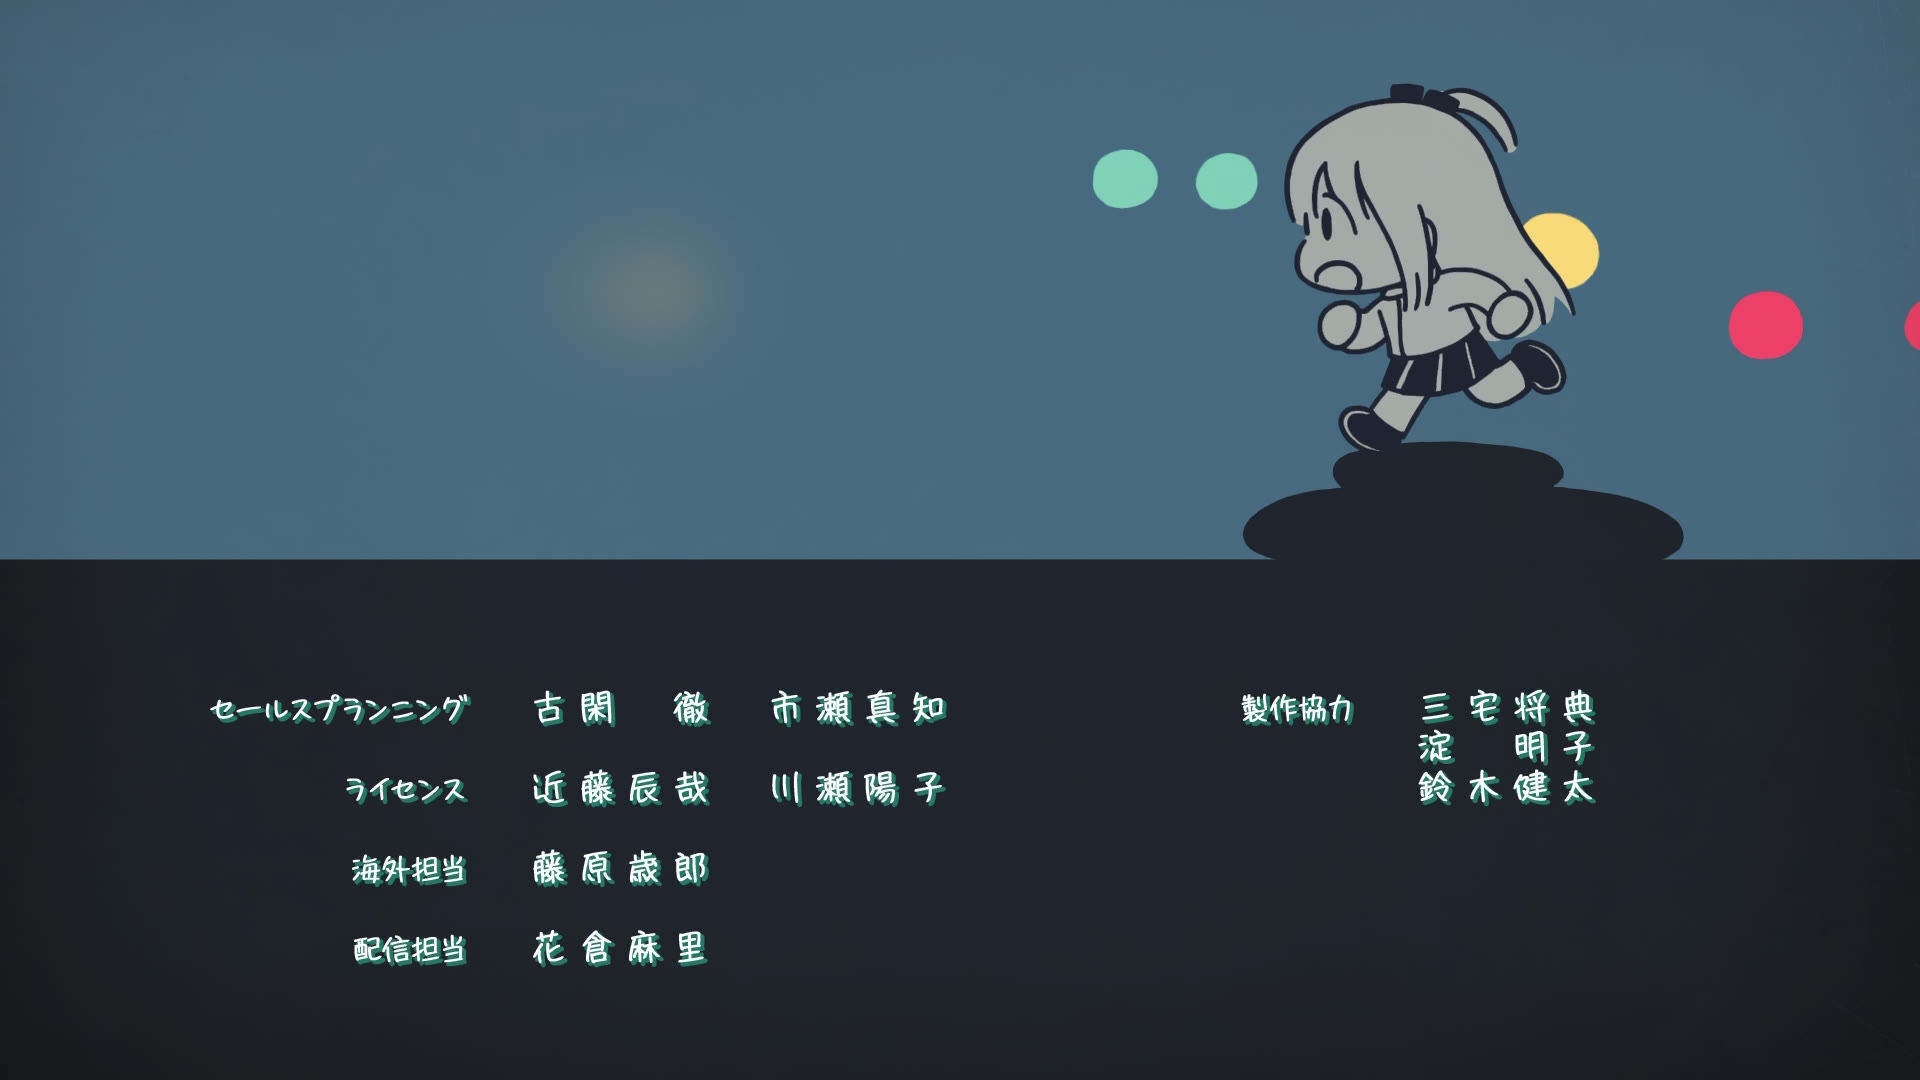 セールスプランニング 古閑 徹 市瀬真知
ライセンス 近藤辰哉 川瀬陽子
海外担当 藤原歳郎
配信担当 花倉麻里
製作協力 三宅将典
淀 明子
鈴木健太